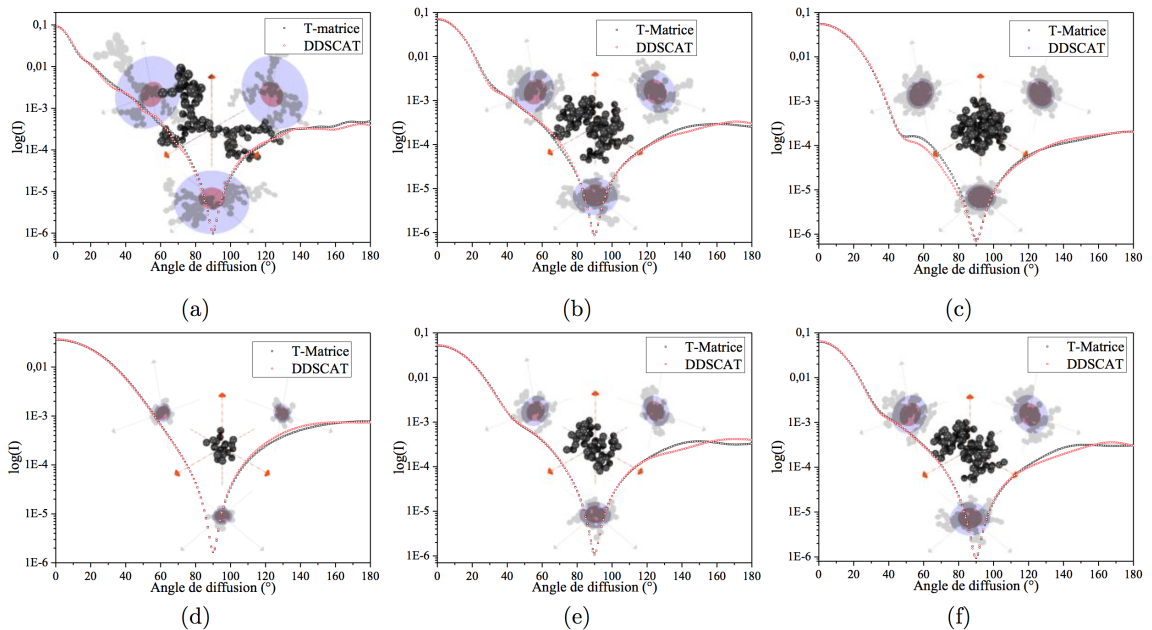 T-matrice
DDSCAT
log(I)
0,1
0,01
1E-3
1E-4
1E-5
1E-6
0 20 40 60 80 100 120 140 160 180
Angle de diffusion (°)
(a)
T-Matrice
DDSCAT
log(I)
0,1
0,01
1E-3
1E-4
1E-5
1E-6
0 20 40 60 80 100 120 140 160 180
Angle de diffusion (°)
(b)
T-Matrice
DDSCAT
log(I)
0,1
0,01
1E-3
1E-4
1E-5
1E-6
0 20 40 60 80 100 120 140 160 180
Angle de diffusion (°)
(c)
T-Matrice
DDSCAT
log(I)
0,01
1E-3
1E-4
1E-5
1E-6
0 20 40 60 80 100 120 140 160 180
Angle de diffusion (°)
(d)
T-Matrice
DDSCAT
log(I)
0,1
0,01
1E-3
1E-4
1E-5
1E-6
0 20 40 60 80 100 120 140 160 180
Angle de diffusion (°)
(e)
T-Matrice
DDSCAT
log(I)
0,1
0,01
1E-3
1E-4
1E-5
1E-6
0 20 40 60 80 100 120 140 160 180
Angle de diffusion (°)
(f)